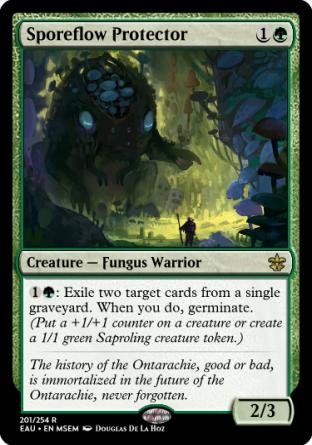 Sporeflow Protector 1
Creature — Fungus Warrior
1 : Exile two target cards from a single
graveyard. When you do, germinate.
(Put a +1/+1 counter on a creature or create
a 1/1 green Saproling creature token.)
The history of the Ontarachie, good or bad,
is immortalized in the future of the
Ontarachie, never forgotten.
201/254 R
EAU • EN MSEM Douglas De La Hoz
2/3